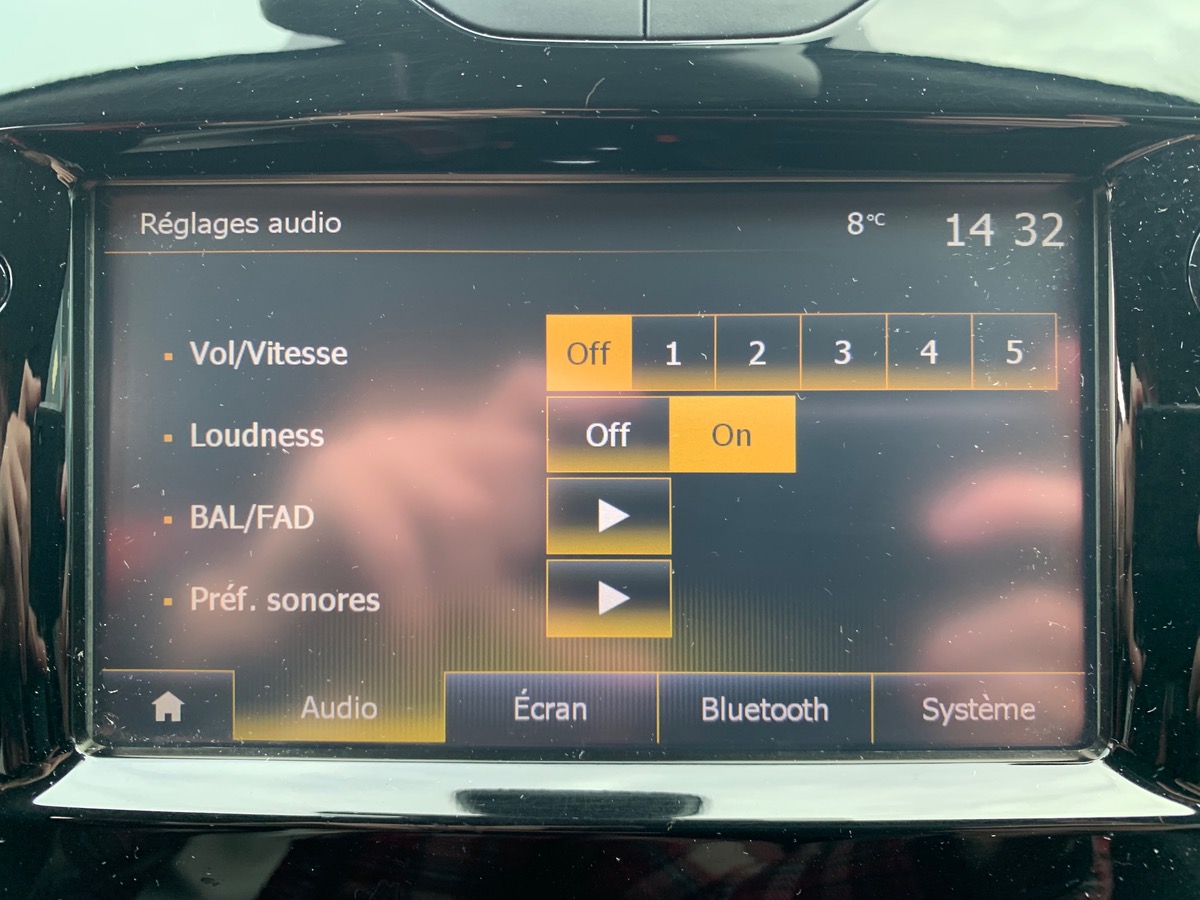 Réglages audio 8°C 14 32
Vol/Vitesse Off 1 2 3 4 5
Loudness Off On
BAL/FAD
Préf. sonores
Audio Écran Bluetooth Système